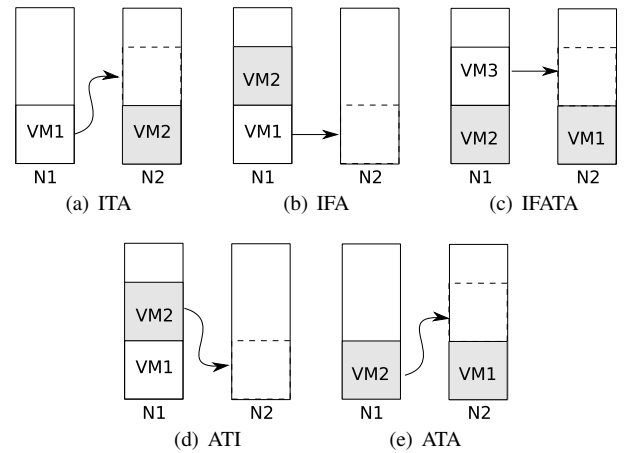 VM1
VM2
N1
N2
(a) ITA
VM2
VM1
N1
N2
(b) IFA
VM3
VM2
VM1
N1
N2
(c) IFATA
VM2
VM1
N1
N2
(d) ATI
VM2
VM1
N1
N2
(e) ATA